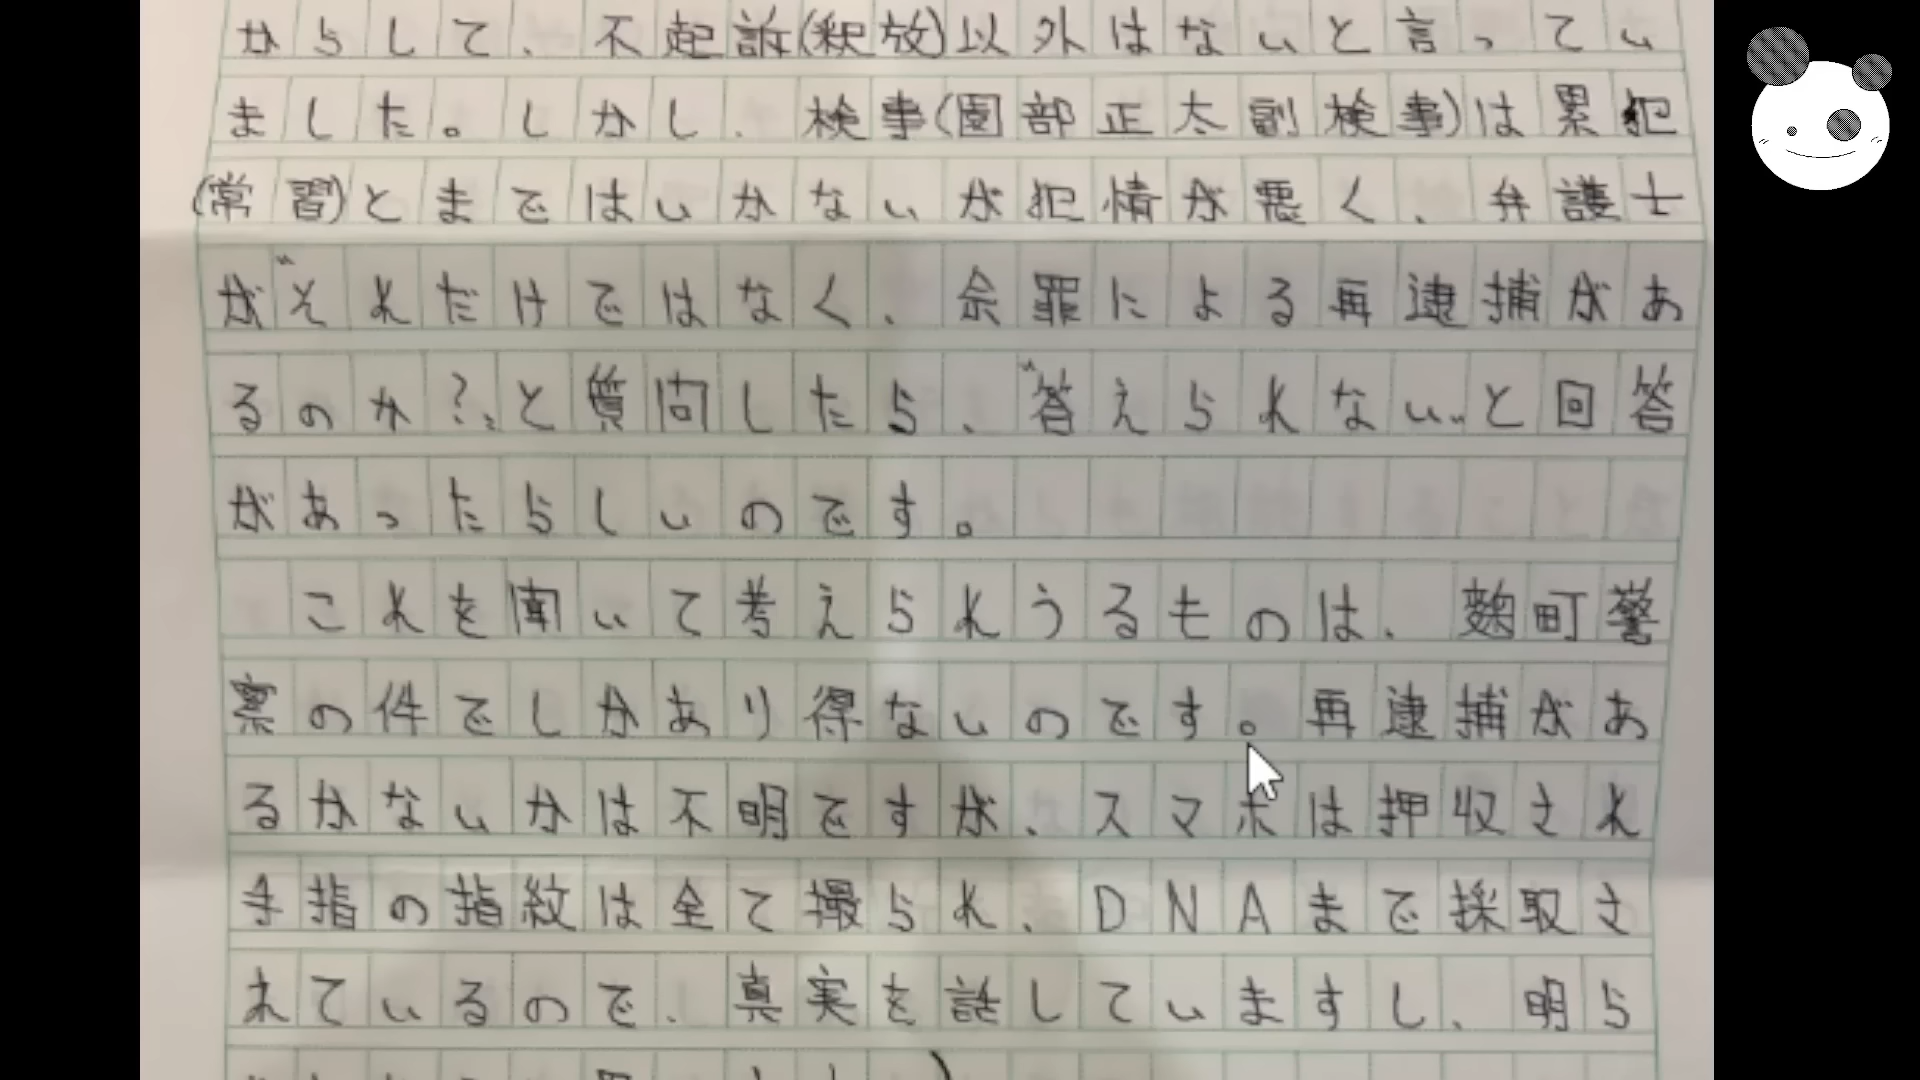 からして、不起訴(釈放)以外はないと言ってい
ました。しかし、検事(園部正太副検事)は累犯
(常習)とまではいかないが犯情が悪く、弁護士
が"それだけではなく、余罪による再逮捕があ
るのか?"と質問したら、"答えられない"と回答
があったらしいのです。
これを聞いて考えられうるものは、麹町警
察の件でしかあり得ないのです。再逮捕があ
るかないかは不明ですが、スマホは押収され
手指の指紋は全て撮られ、DNAまで採取さ
れているので、真実を話していますし、明ら